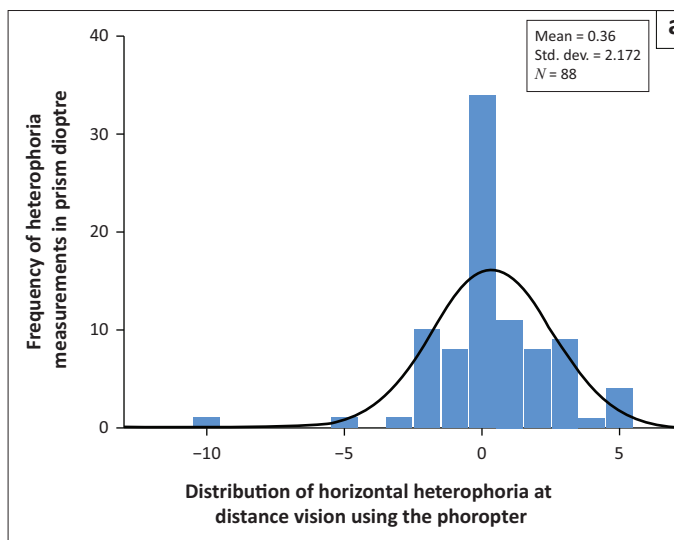 a
Mean = 0.36
Std. dev. = 2.172
N = 88
40
30
20
10
0
Frequency of heterophoria
measurements in prism dioptre
−10
−5
0
5
Distribution of horizontal heterophoria at
distance vision using the phoropter